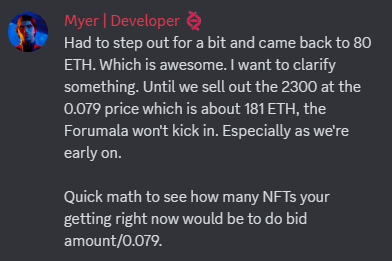 Myer | Developer
Had to step out for a bit and came back to 80
ETH. Which is awesome. I want to clarify
something. Until we sell out the 2300 at the
0.079 price which is about 181 ETH, the
Forumala won't kick in. Especially as we're
early on.
Quick math to see how many NFTs your
getting right now would be to do bid
amount/0.079.